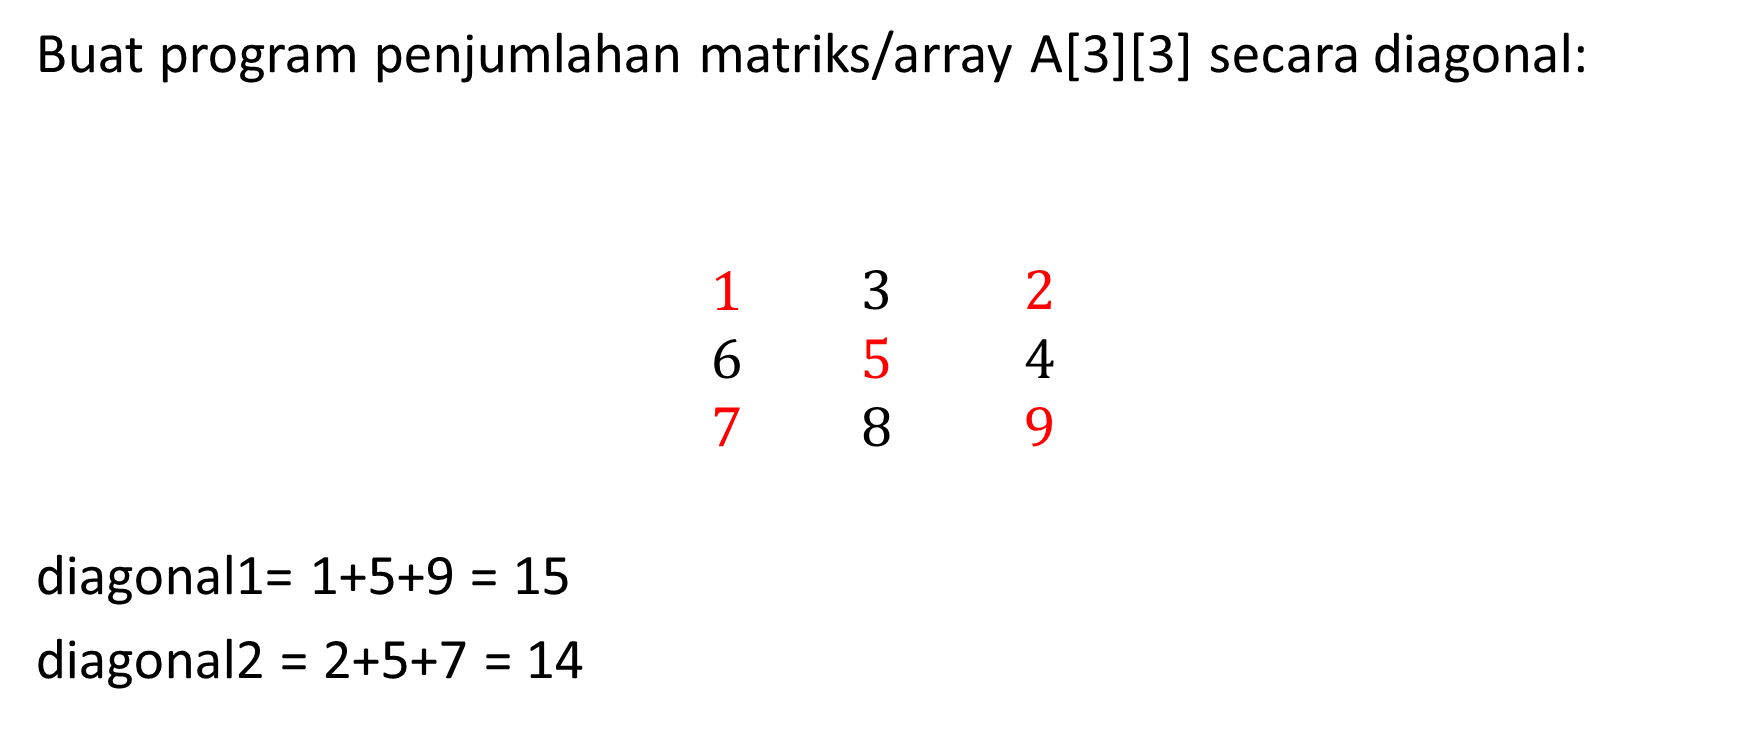 Buat program penjumlahan matriks/array A[3][3] secara diagonal:
1 3 2
6 5 4
7 8 9
diagonal1= 1+5+9 = 15
diagonal2 = 2+5+7 = 14